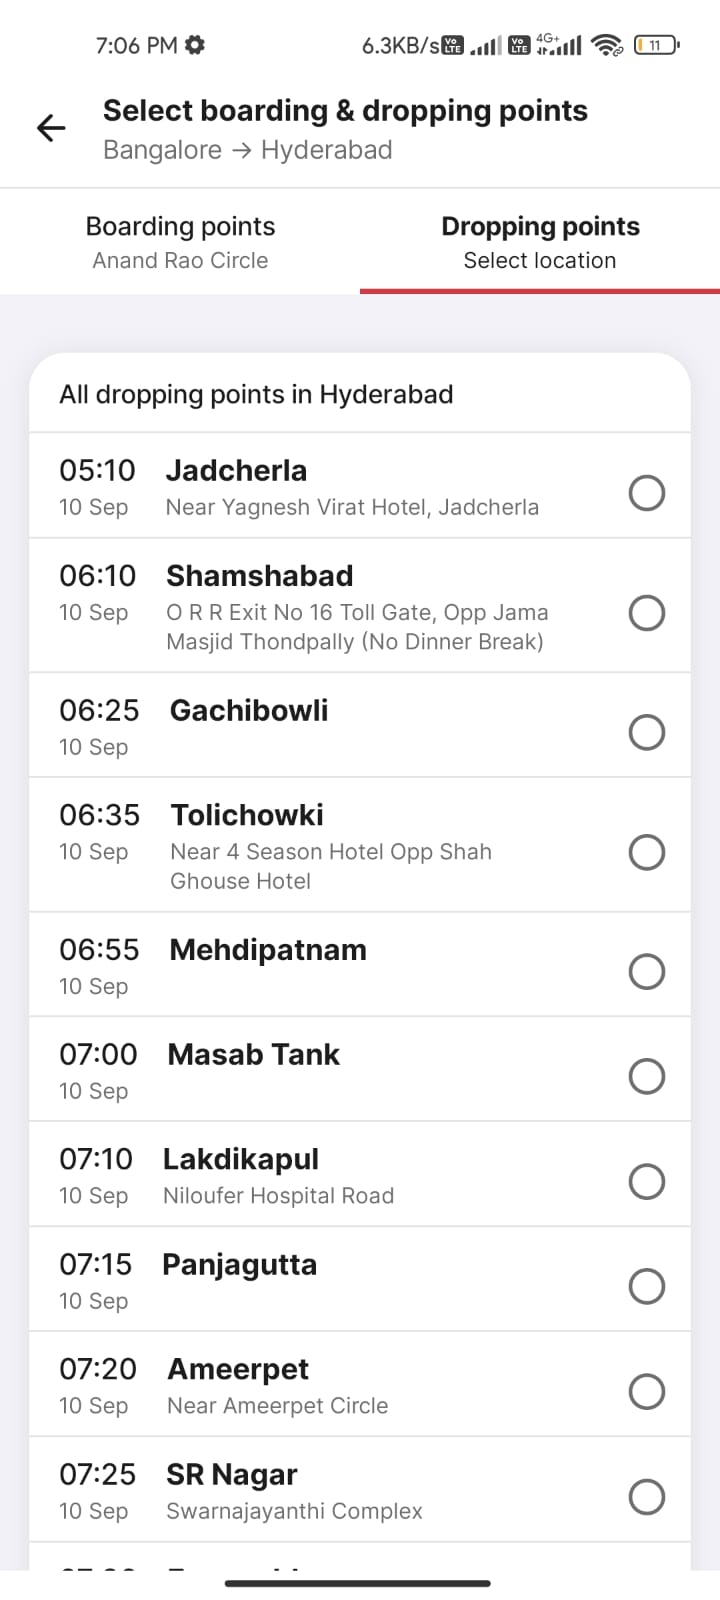 7:06 PM
6.3KB/s
Vo LTE
Vo LTE
4G+
11
Select boarding & dropping points
Bangalore → Hyderabad
Boarding points
Anand Rao Circle
Dropping points
Select location
All dropping points in Hyderabad
05:10 Jadcherla
10 Sep Near Yagnesh Virat Hotel, Jadcherla
06:10 Shamshabad
10 Sep O R R Exit No 16 Toll Gate, Opp Jama
Masjid Thondpally (No Dinner Break)
06:25 Gachibowli
10 Sep
06:35 Tolichowki
10 Sep Near 4 Season Hotel Opp Shah
Ghouse Hotel
06:55 Mehdipatnam
10 Sep
07:00 Masab Tank
10 Sep
07:10 Lakdikapul
10 Sep Niloufer Hospital Road
07:15 Panjagutta
10 Sep
07:20 Ameerpet
10 Sep Near Ameerpet Circle
07:25 SR Nagar
10 Sep Swarnajayanthi Complex